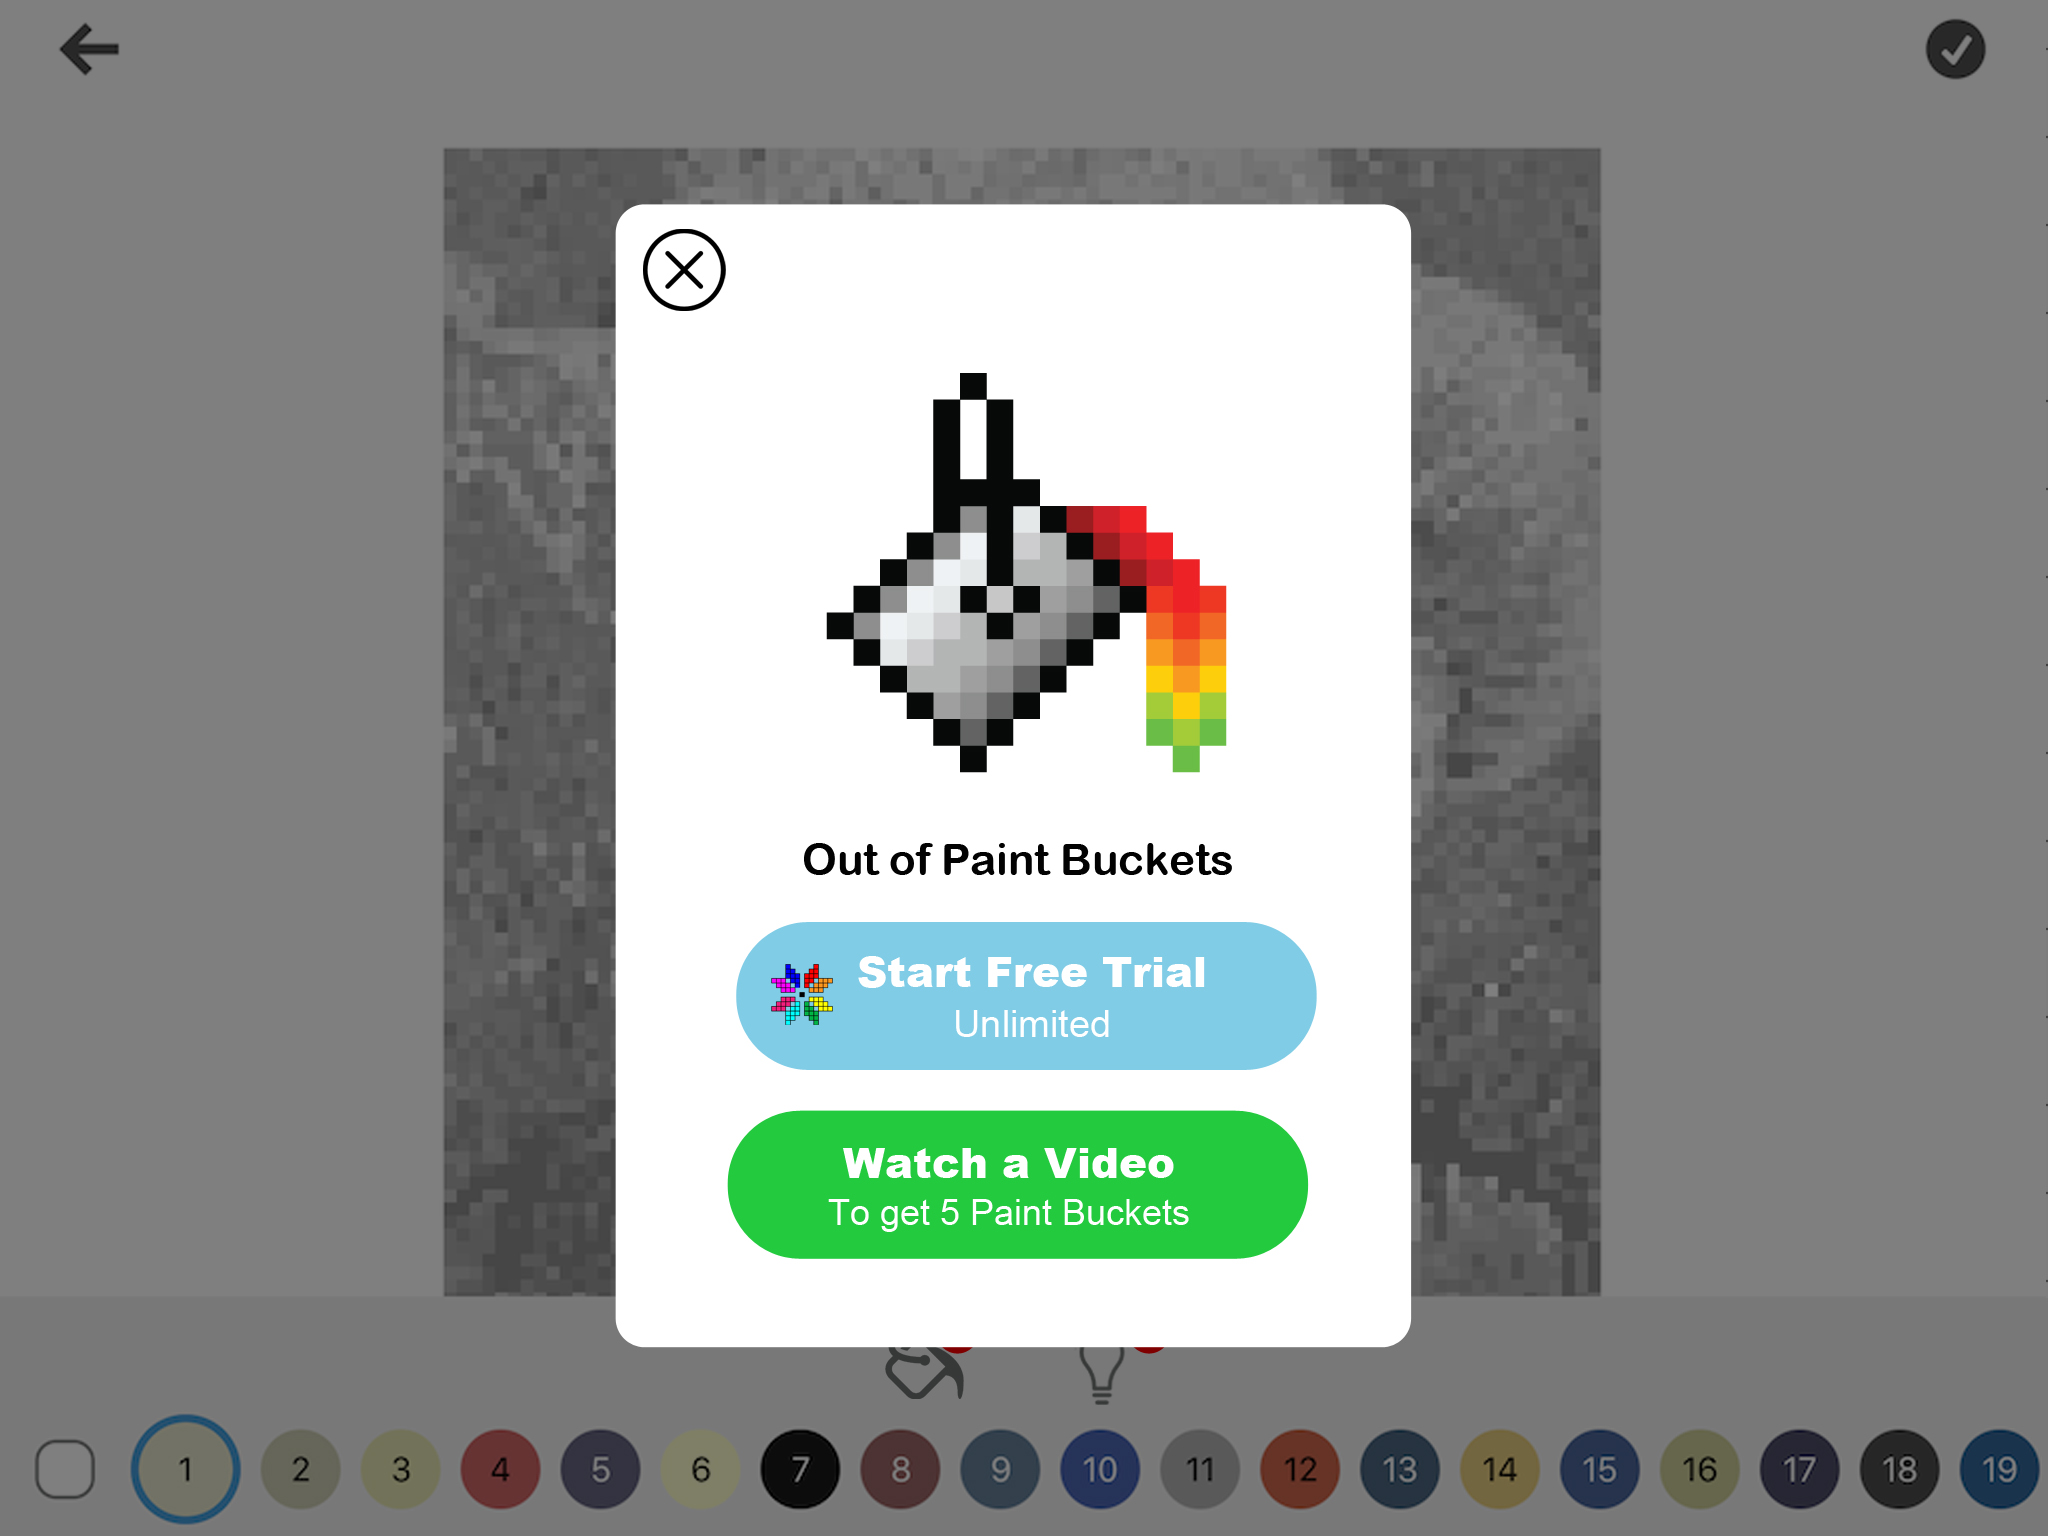 Out of Paint Buckets
Start Free Trial
Unlimited
Watch a Video
To get 5 Paint Buckets
1 2 3 4 5 6 7 8 9 10 11 12 13 14 15 16 17 18 19